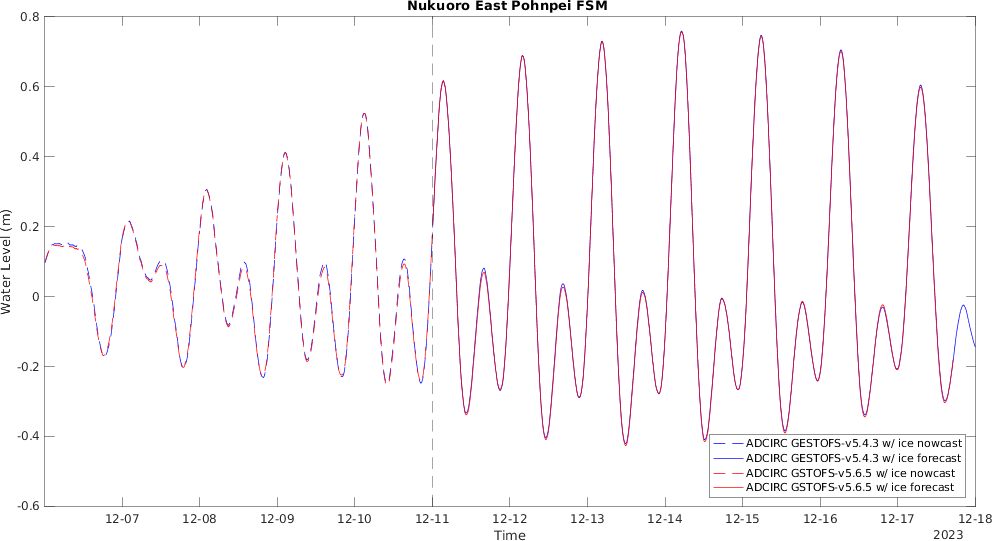 Nukuoro East Pohnpei FSM
Water Level (m)
0.8
0.6
0.4
0.2
0
-0.2
-0.4
-0.6
ADCIRC GESTOFS-v5.4.3 w/ ice nowcast
ADCIRC GESTOFS-v5.4.3 w/ ice forecast
ADCIRC GSTOFS-v5.6.5 w/ ice nowcast
ADCIRC GSTOFS-v5.6.5 w/ ice forecast
12-07 12-08 12-09 12-10 12-11 12-12 12-13 12-14 12-15 12-16 12-17 12-18
Time
2023